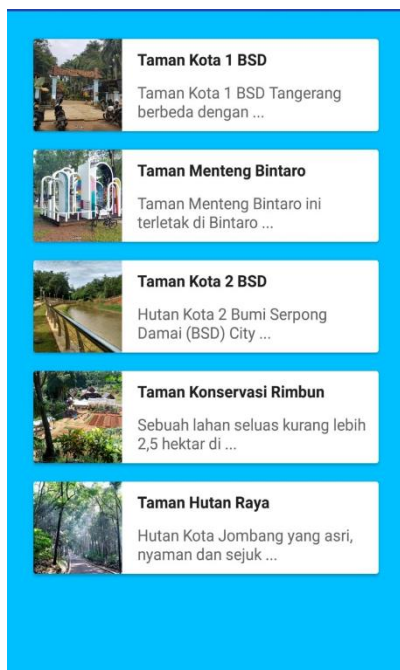 Taman Kota 1 BSD
Taman Kota 1 BSD Tangerang
berbeda dengan ...
Taman Menteng Bintaro
Taman Menteng Bintaro ini
terletak di Bintaro ...
Taman Kota 2 BSD
Hutan Kota 2 Bumi Serpong
Damai (BSD) City ...
Taman Konservasi Rimbun
Sebuah lahan seluas kurang lebih
2,5 hektar di ...
Taman Hutan Raya
Hutan Kota Jombang yang asri,
nyaman dan sejuk ...